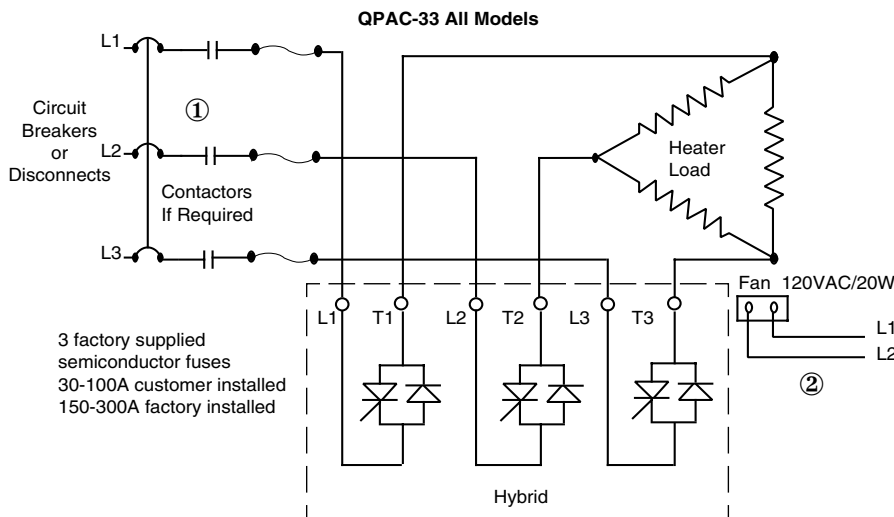 QPAC-33 All Models
L1
①
Circuit
Breakers
or
Disconnects
L2
Contactors
If Required
L3
Heater
Load
Fan 120VAC/20W
L1
L2
②
L1
T1
L2
T2
L3
T3
3 factory supplied
semiconductor fuses
30-100A customer installed
150-300A factory installed
Hybrid